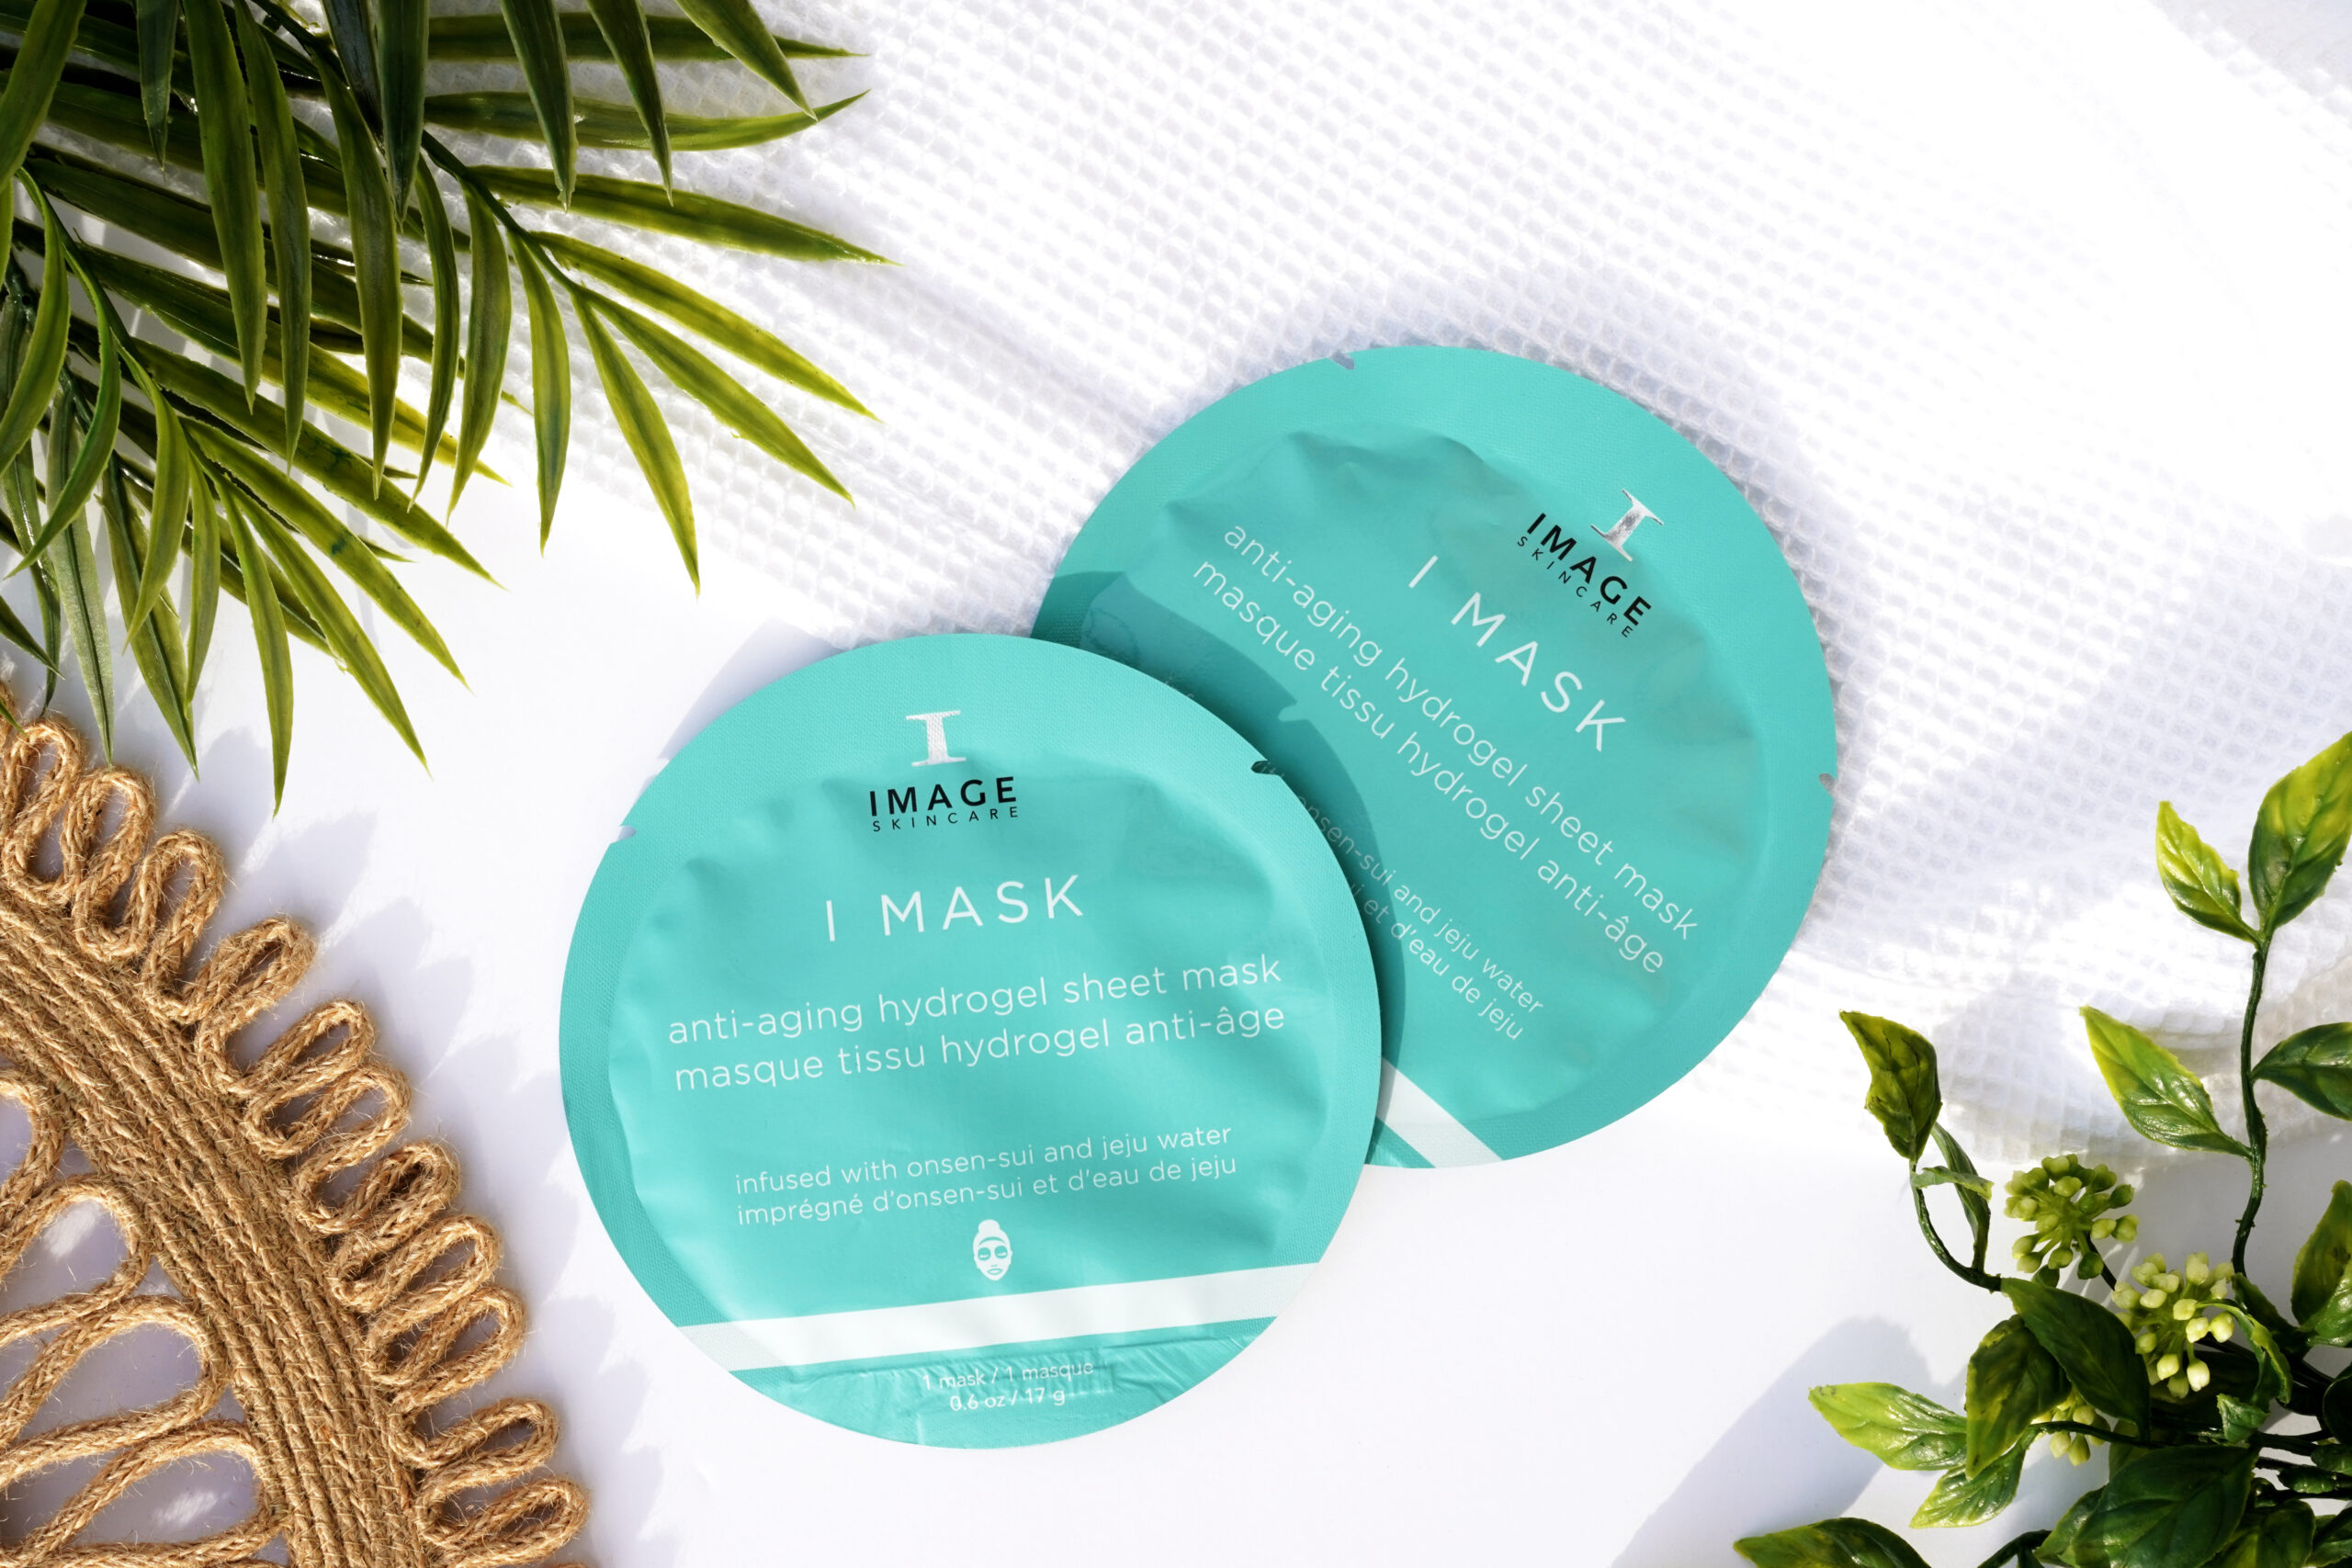 IMAGE
SKINCARE
I MASK
anti-aging hydrogel sheet mask
masque tissu hydrogel anti-âge
infused with onsen-sui and jeju water
imprégné d'onsen-sui et d'eau de jeju
1 mask / 1 masque
0.6 oz / 17 g
IMAGE
SKINCARE
I MASK
anti-aging hydrogel sheet mask
masque tissu hydrogel anti-âge
onsen-sui and jeju water
et d'eau de jeju